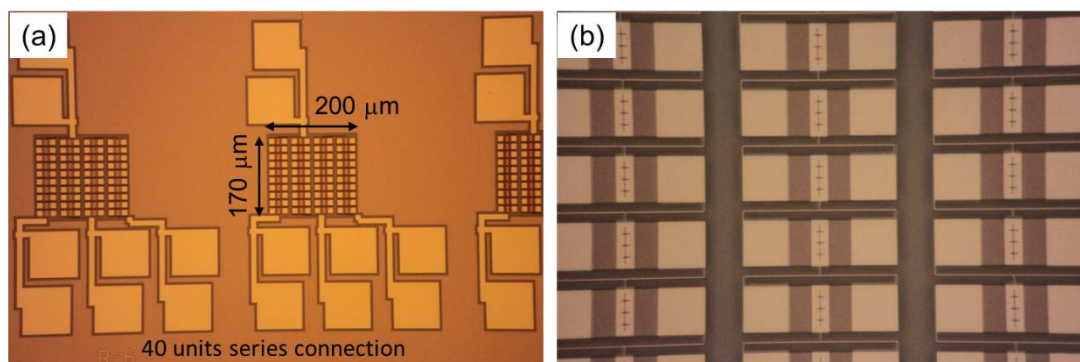 (a)
200 μm
170 μm
40 units series connection
(b)